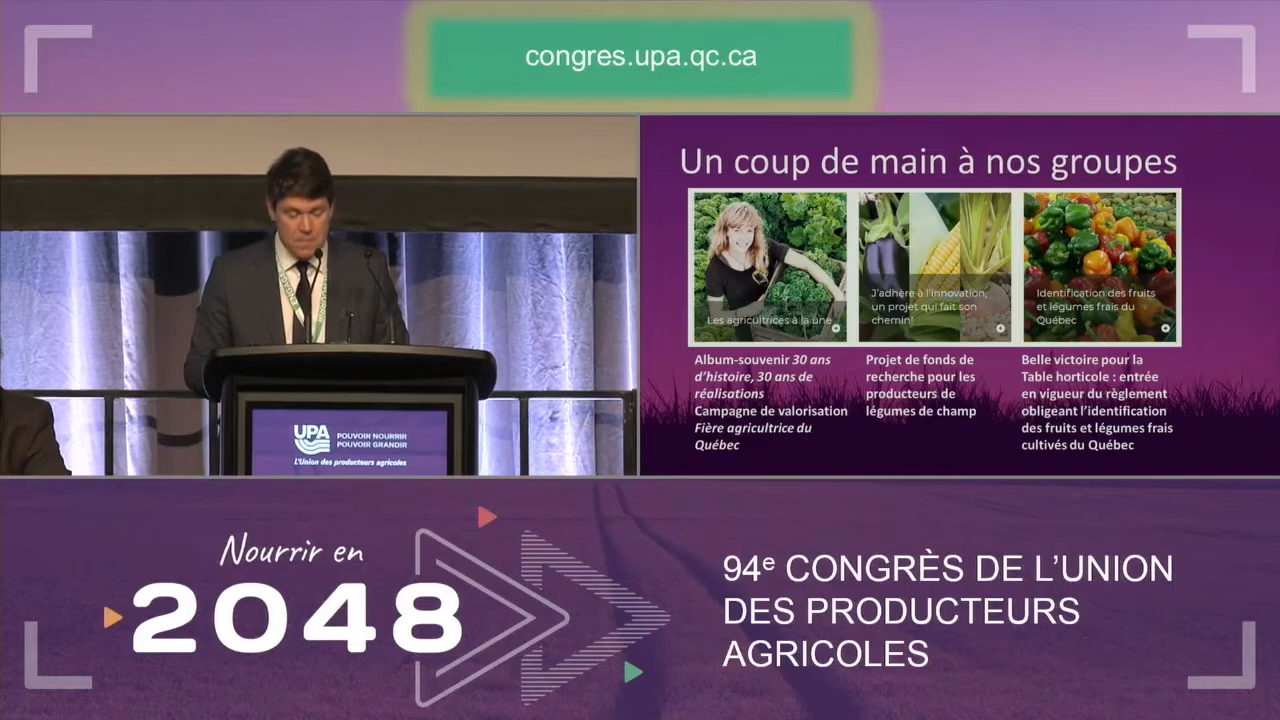 congres.upa.qc.ca
Un coup de main à nos groupes
Les agricultrices à la une
J'adhère à l'innovation,
un projet qui fait son
chemin!
Identification des fruits
et légumes frais du
Québec
Album-souvenir 30 ans
d'histoire, 30 ans de
réalisations
Campagne de valorisation
Fière agricultrice du
Québec
Projet de fonds de
recherche pour les
producteurs de
légumes de champ
Belle victoire pour la
Table horticole : entrée
en vigueur du règlement
obligeant l'identification
des fruits et légumes frais
cultivés du Québec
UPA
POUVOIR NOURRIR
POUVOIR GRANDIR
L'Union des producteurs agricoles
Nourrir en
2048
94e CONGRÈS DE L'UNION
DES PRODUCTEURS
AGRICOLES